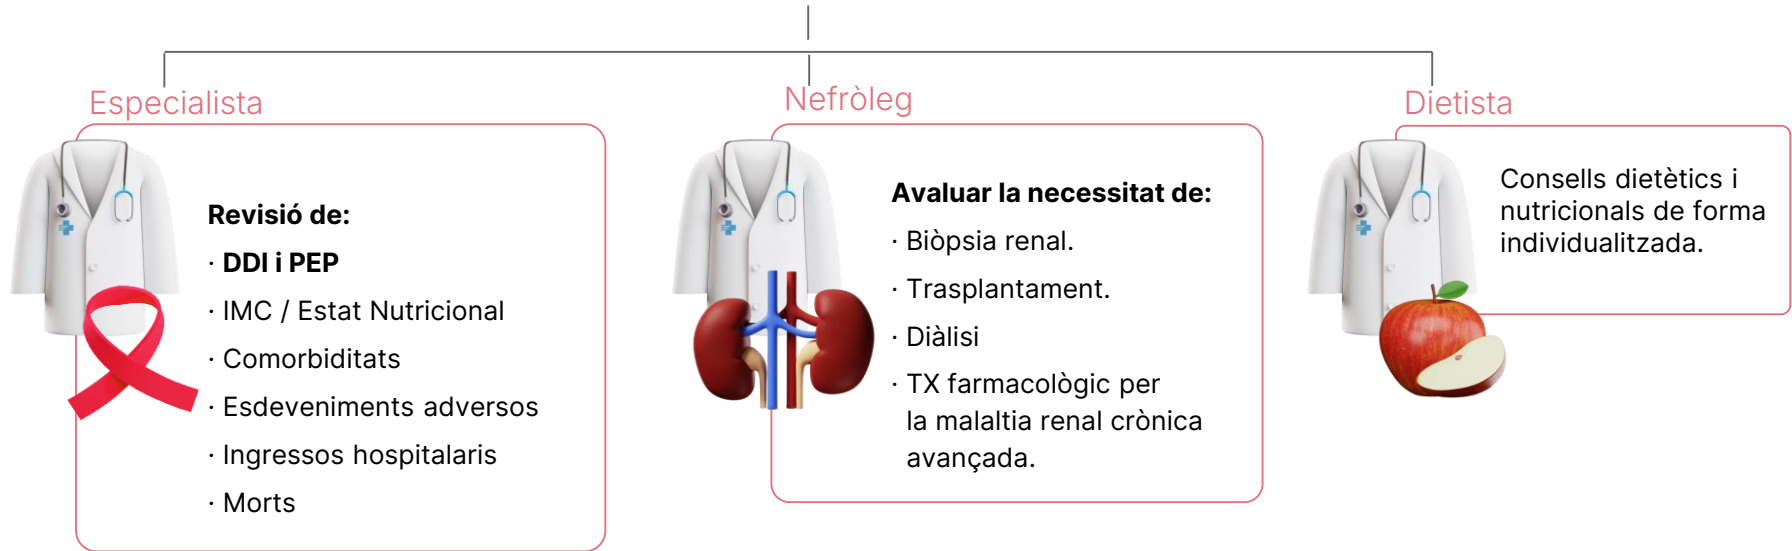 Especialista
Revisió de:
· DDI i PEP
· IMC / Estat Nutricional
· Comorbiditats
· Esdeveniments adversos
· Ingressos hospitalaris
· Morts
Nefròleg
Avaluar la necessitat de:
· Biòpsia renal.
· Trasplantament.
· Diàlisi
· TX farmacològic per
la malaltia renal crònica
avançada.
Dietista
Consells dietètics i
nutricionals de forma
individualitzada.